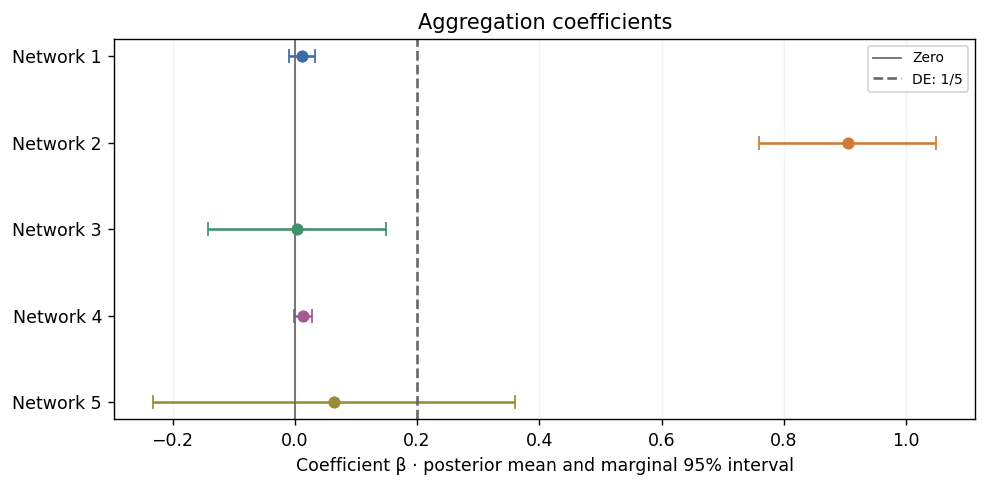 Aggregation coefficients
Network 1
Network 2
Network 3
Network 4
Network 5
Zero
DE: 1/5
−0.2
0.0
0.2
0.4
0.6
0.8
1.0
Coefficient β · posterior mean and marginal 95% interval